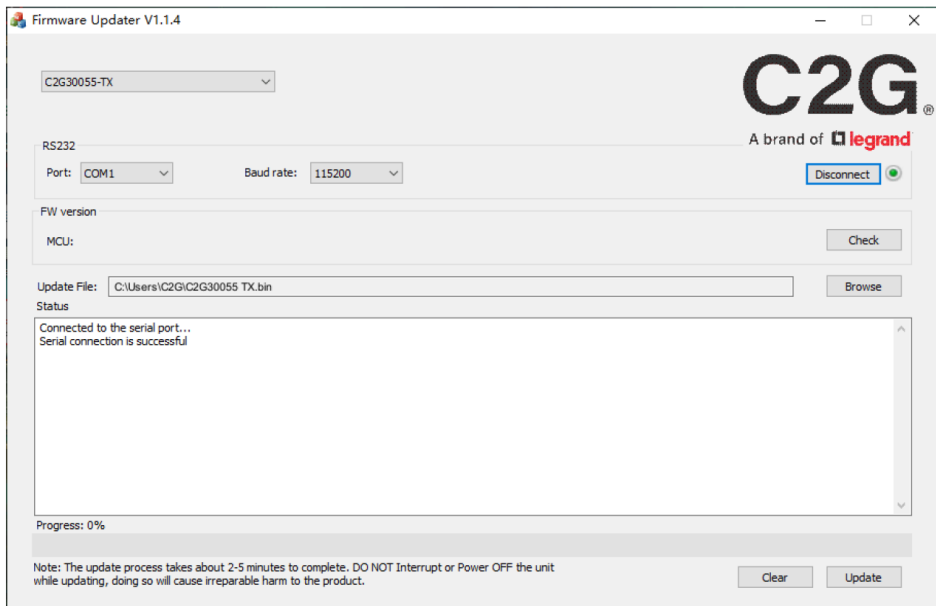 Firmware Updater V1.1.4
C2G30055-TX
C2G®
A brand of legrand
RS232
Port: COM1 Baud rate: 115200 Disconnect
FW version
MCU: Check
Update File: C:\Users\C2G\C2G30055 TX.bin Browse
Status
Connected to the serial port...
Serial connection is successful
Progress: 0%
Note: The update process takes about 2-5 minutes to complete. DO NOT Interrupt or Power OFF the unit
while updating, doing so will cause irreparable harm to the product.
Clear Update